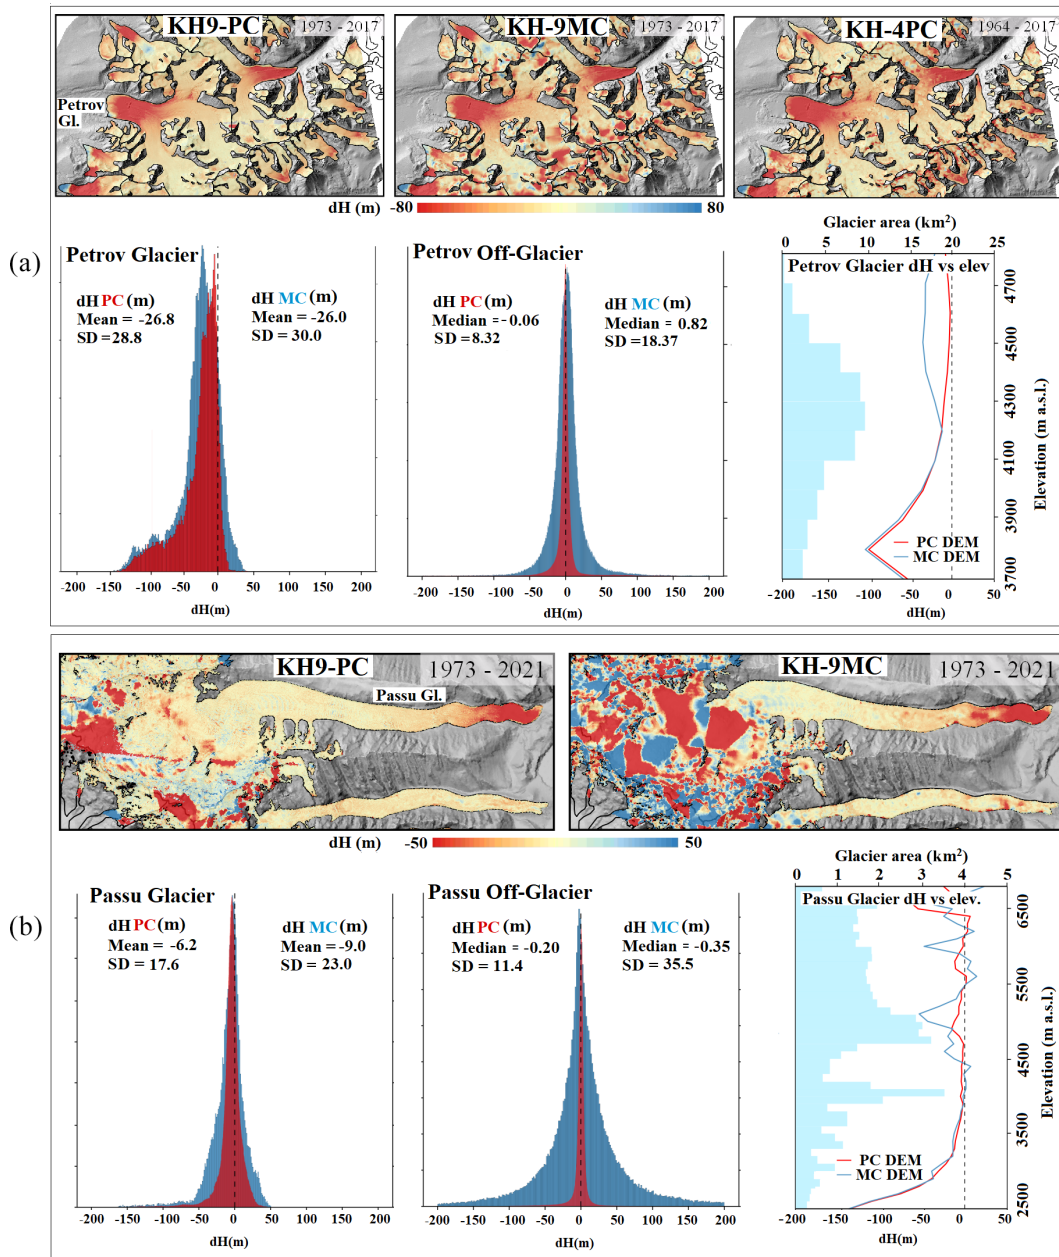 KH9-PC
1973 - 2017
KH-9MC
1973 - 2017
KH-4PC
1964 - 2017
Petrov
Gl.
dH (m)
-80
80
(a)
Petrov Glacier
dH PC (m)
Mean = -26.8
SD = 28.8
dH MC (m)
Mean = -26.0
SD = 30.0
-200 -150 -100 -50 0 50 100 150 200
dH(m)
Petrov Off-Glacier
dH PC (m)
Median = - 0.06
SD = 8.32
dH MC (m)
Median = 0.82
SD =18.37
-200 -150 -100 -50 0 50 100 150 200
dH(m)
Glacier area (km2)
0 5 10 15 20 25
Petrov Glacier dH vs elev
PC DEM
MC DEM
4700
4500
4300
4100
3900
3700
Elevation (m a.s.l.)
-200 -150 -100 -50 0 50
dH(m)
KH9-PC
1973 - 2021
Passu Gl.
KH-9MC
1973 - 2021
dH (m)
-50
50
(b)
Passu Glacier
dH PC (m)
Mean = -6.2
SD = 17.6
dH MC (m)
Mean = -9.0
SD = 23.0
-200 -150 -100 -50 0 50 100 150 200
dH(m)
Passu Off-Glacier
dH PC (m)
Median = -0.20
SD = 11.4
dH MC (m)
Median = -0.35
SD = 35.5
-200 -150 -100 -50 0 50 100 150 200
dH(m)
Glacier area (km2)
0 1 2 3 4 5
Passu Glacier dH vs elev.
PC DEM
MC DEM
6500
5500
4500
3500
2500
Elevation (m a.s.l.)
-200 -150 -100 -50 0 50
dH(m)